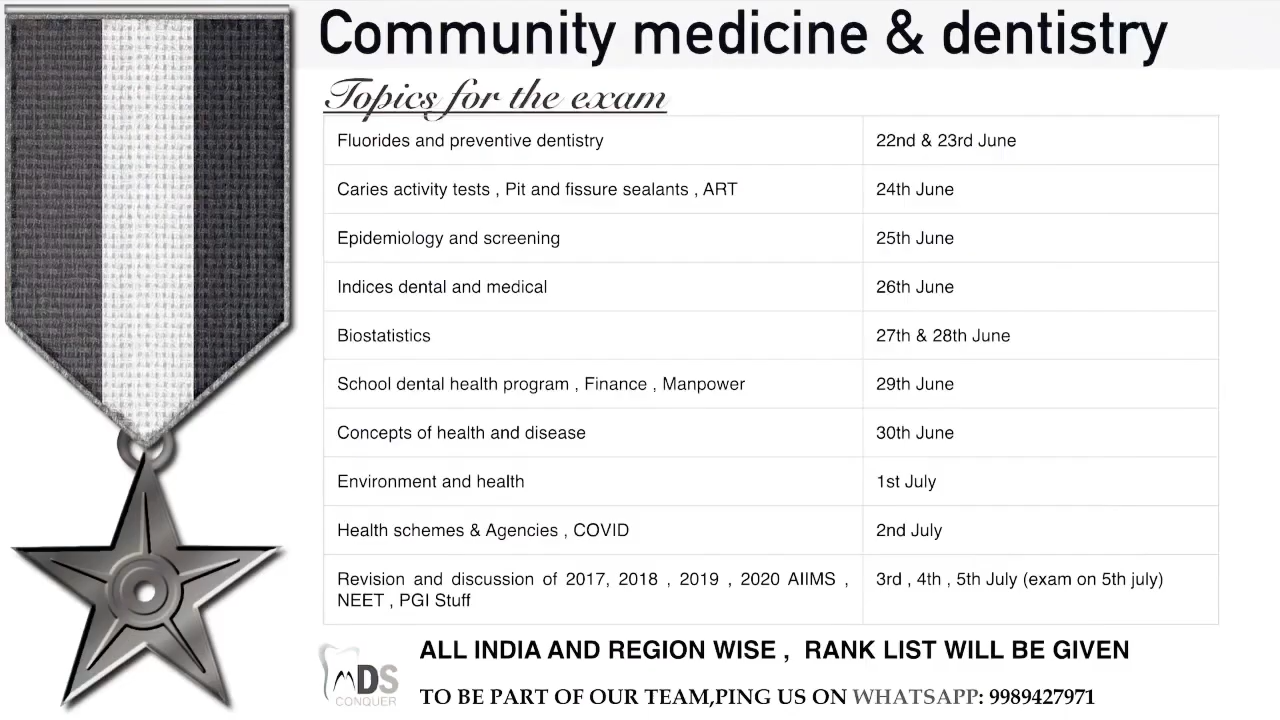 Community medicine & dentistry
Topics for the exam
Fluorides and preventive dentistry
22nd & 23rd June
Caries activity tests , Pit and fissure sealants , ART
24th June
Epidemiology and screening
25th June
Indices dental and medical
26th June
Biostatistics
27th & 28th June
School dental health program , Finance , Manpower
29th June
Concepts of health and disease
30th June
Environment and health
1st July
Health schemes & Agencies , COVID
2nd July
Revision and discussion of 2017, 2018 , 2019 , 2020 AIIMS ,
NEET , PGI Stuff
3rd , 4th , 5th July (exam on 5th july)
ALL INDIA AND REGION WISE , RANK LIST WILL BE GIVEN
MDS
CONQUER
TO BE PART OF OUR TEAM,PING US ON WHATSAPP: 9989427971